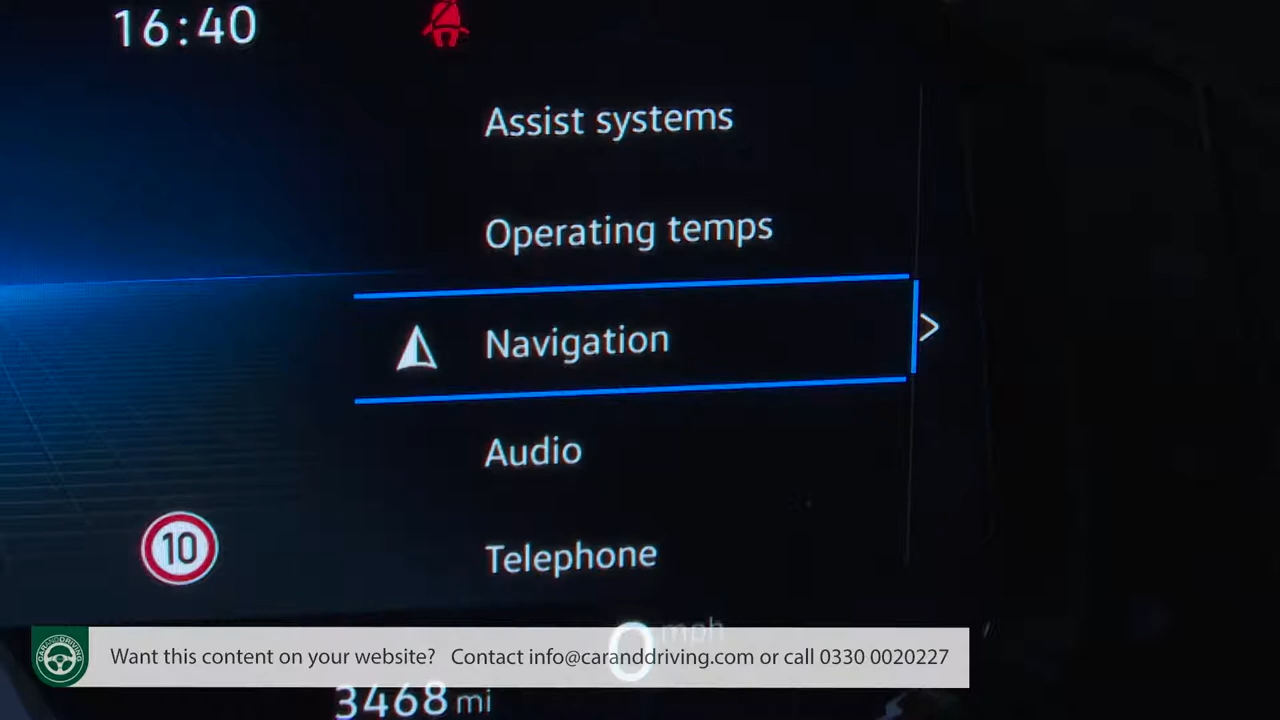 16:40
Assist systems
Operating temps
Navigation
Audio
Telephone
10
0 mph
CARANDDRIVING
Want this content on your website? Contact info@caranddriving.com or call 0330 0020227
3468 mi